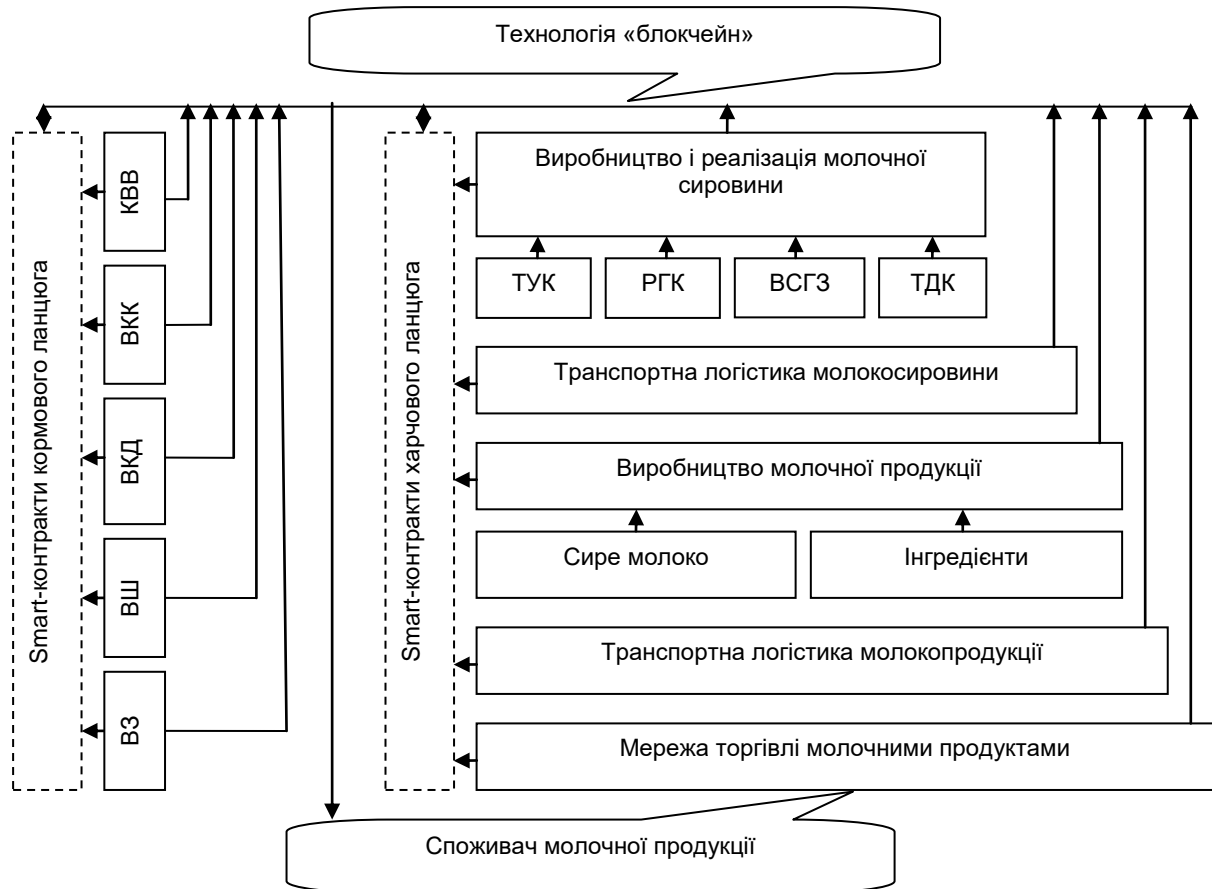 Технологія «блокчейн»
Smart-контракти кормового ланцюга
КВВ
ВКК
ВКД
ВШ
ВЗ
Smart-контракти харчового ланцюга
Виробництво і реалізація молочної
сировини
ТУК
РГК
ВСГЗ
ТДК
Транспортна логістика молокосировини
Виробництво молочної продукції
Сире молоко
Інгредієнти
Транспортна логістика молокопродукції
Мережа торгівлі молочними продуктами
Споживач молочної продукції